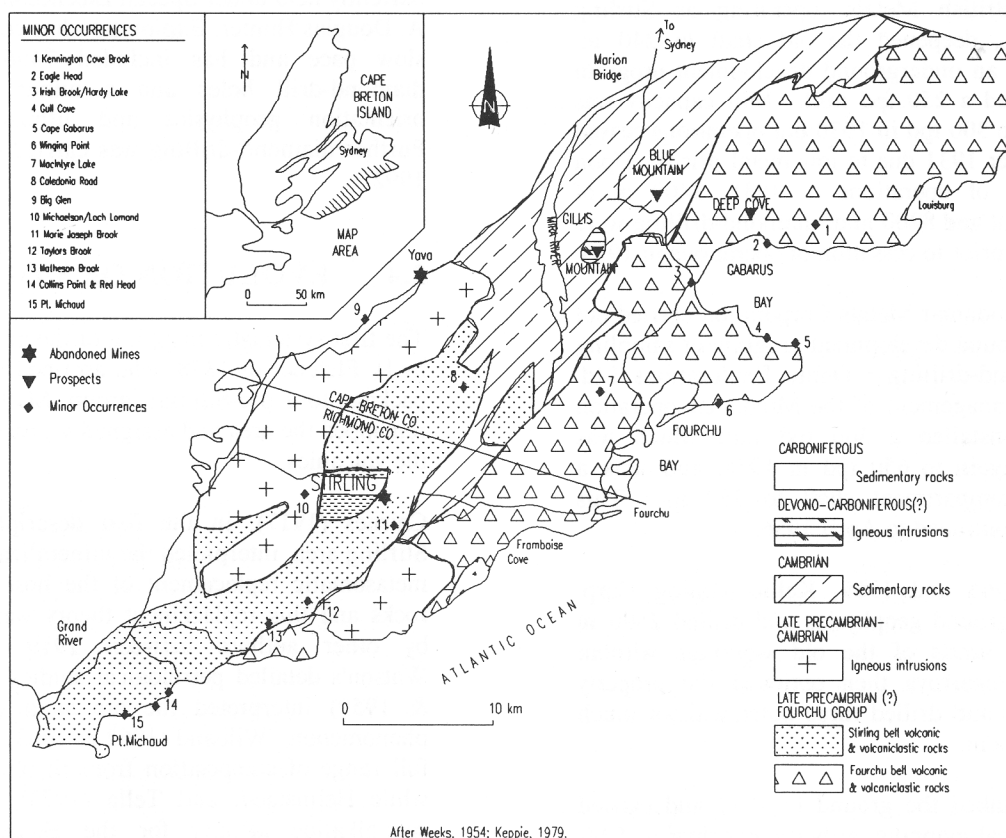 MINOR OCCURRENCES
1 Kennington Cove Brook
2 Eagle Head
3 Irish Brook/Hardy Lake
4 Gull Cove
5 Cape Gabarus
6 Winging Point
7 MacIntyre Lake
8 Caledonia Road
9 Big Glen
10 Michaelson/Loch Lomond
11 Marie Joseph Brook
12 Taylors Brook
13 Matheson Brook
14 Collins Point & Red Head
15 Pt. Michaud
Abandoned Mines
Prospects
Minor Occurrences
N
CAPE
BRETON
ISLAND
Sydney
MAP
AREA
0 50 km
N
To
Sydney
Marion
Bridge
BLUE
MOUNTAIN
DEEP COVE
Louisburg
1
2
GILLIS
MOUNTAIN
MIRA RIVER
3
GABARUS
BAY
4
5
6
7
FOURCHU
BAY
Fourchu
Yava
9
8
CAPE BRETON CO.
RICHMOND CO
STIRLING
10
11
Framboise
Cove
12
13
Grand
River
14
15
Pt.Michaud
ATLANTIC OCEAN
0 10 km
CARBONIFEROUS
Sedimentary rocks
DEVONO-CARBONIFEROUS(?)
Igneous intrusions
CAMBRIAN
Sedimentary rocks
LATE PRECAMBRIAN-
CAMBRIAN
Igneous intrusions
LATE PRECAMBRIAN (?)
FOURCHU GROUP
Stirling belt volcanic
& volcaniclastic rocks
Fourchu belt volcanic
& volcaniclastic rocks
After Weeks, 1954; Keppie, 1979.